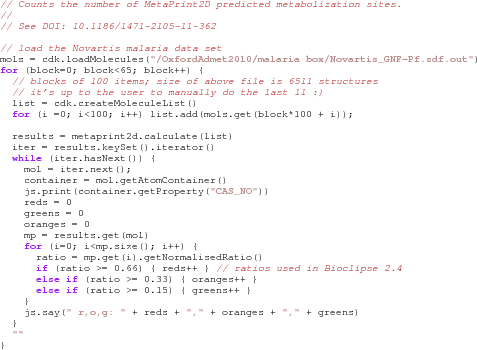 // Counts the number of MetaPrint2D predicted metabolization sites.
//
// See DOI: 10.1186/1471-2105-11-362

// load the Novartis malaria data set
mols = cdk.loadMolecules("/OxfordAdmet2010/malaria box/Novartis_GNF-Pf.sdf.out")
for (block=0; block<65; block++) {
  // blocks of 100 items; size of above file is 6511 structures
  // it's up to the user to manually do the last 11 :)
  list = cdk.createMoleculeList()
  for (i =0; i<100; i++) list.add(mols.get(block*100 + i));

  results = metaprint2d.calculate(list)
  iter = results.keySet().iterator()
  while (iter.hasNext()) {
    mol = iter.next();
    container = mol.getAtomContainer()
    js.print(container.getProperty("CAS_NO"))
    reds = 0
    greens = 0
    oranges = 0
    mp = results.get(mol)
    for (i=0; i<mp.size(); i++) {
      ratio = mp.get(i).getNormalisedRatio()
      if (ratio >= 0.66) { reds++ } // ratios used in Bioclipse 2.4
      else if (ratio >= 0.33) { oranges++ }
      else if (ratio >= 0.15) { greens++ }
    }
    js.say(" r,o,g: " + reds + "," + oranges + "," + greens)
  }
  ""
}